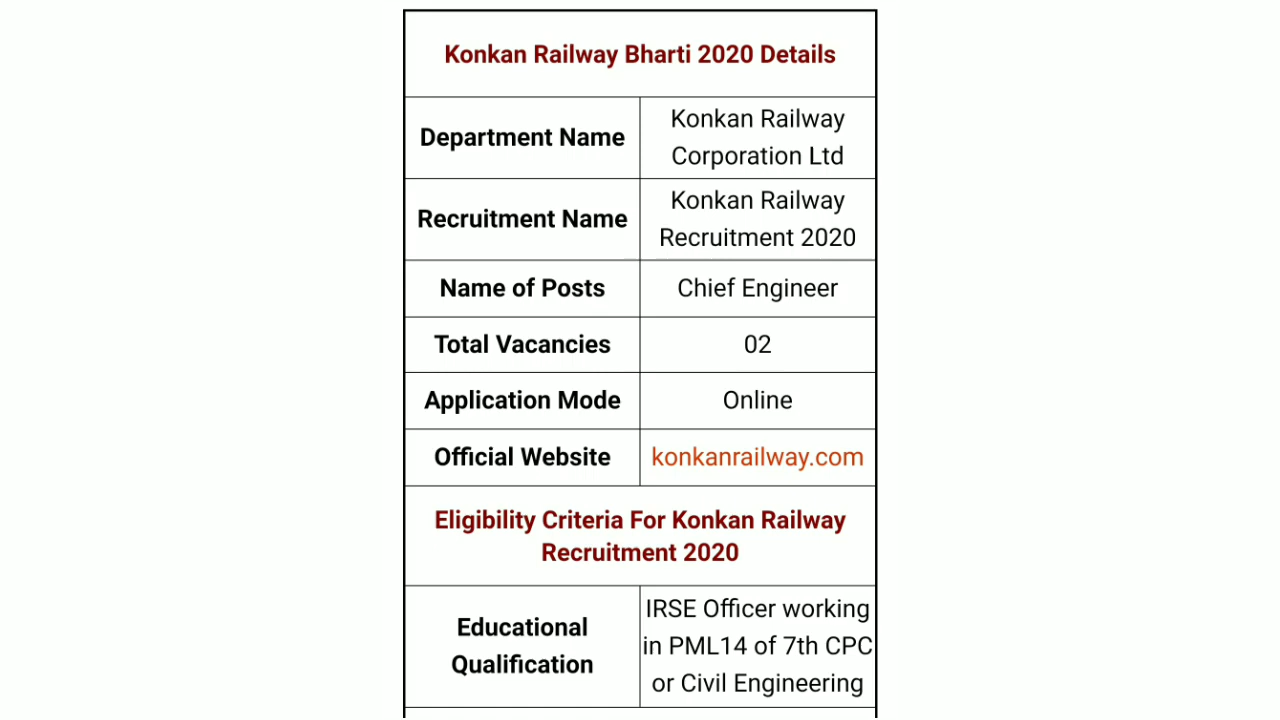 Konkan Railway Bharti 2020 Details
Department Name
Konkan Railway
Corporation Ltd
Recruitment Name
Konkan Railway
Recruitment 2020
Name of Posts
Chief Engineer
Total Vacancies
02
Application Mode
Online
Official Website
konkanrailway.com
Eligibility Criteria For Konkan Railway
Recruitment 2020
Educational
Qualification
IRSE Officer working
in PML14 of 7th CPC
or Civil Engineering